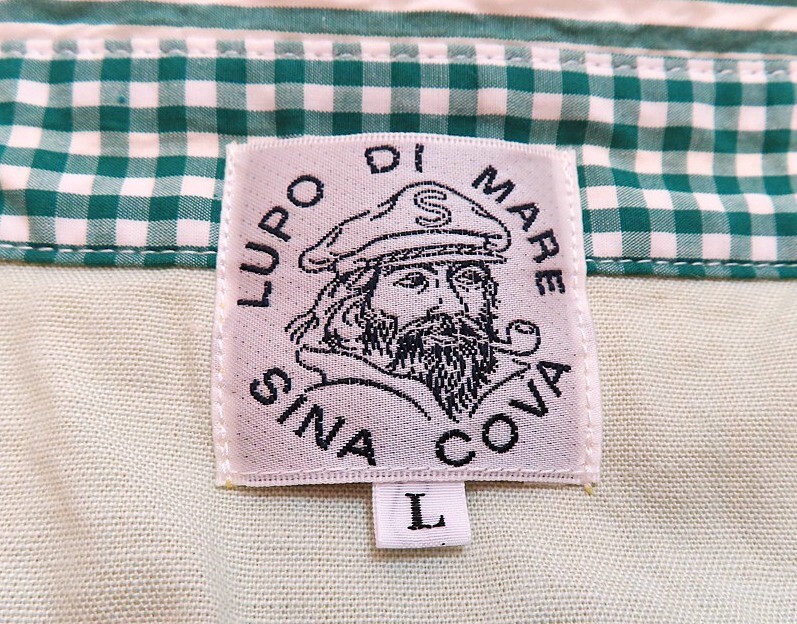 LUPO DI MARE
S
SINA COVA
L